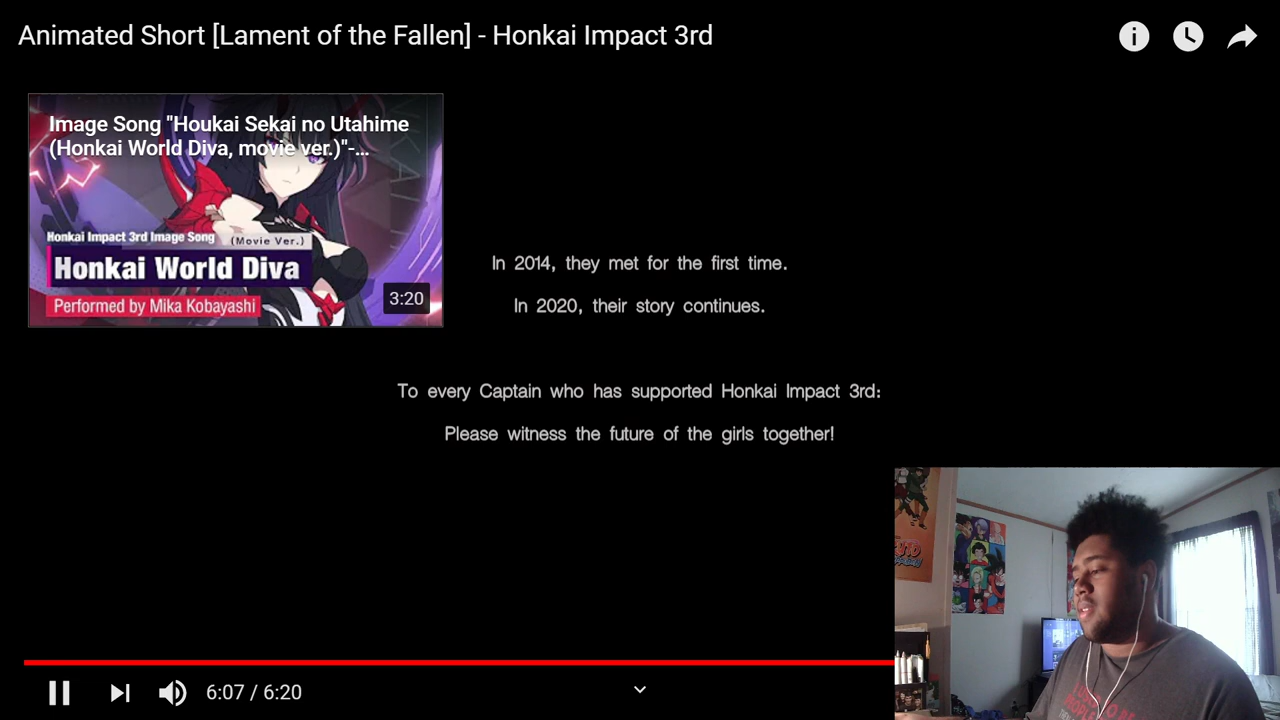 Animated Short [Lament of the Fallen] - Honkai Impact 3rd
Image Song "Houkai Sekai no Utahime
(Honkai World Diva, movie ver.)"-...
Honkai Impact 3rd Image Song (Movie Ver.)
Honkai World Diva
Performed by Mika Kobayashi
3:20
In 2014, they met for the first time.
In 2020, their story continues.
To every Captain who has supported Honkai Impact 3rd:
Please witness the future of the girls together!
6:07 / 6:20